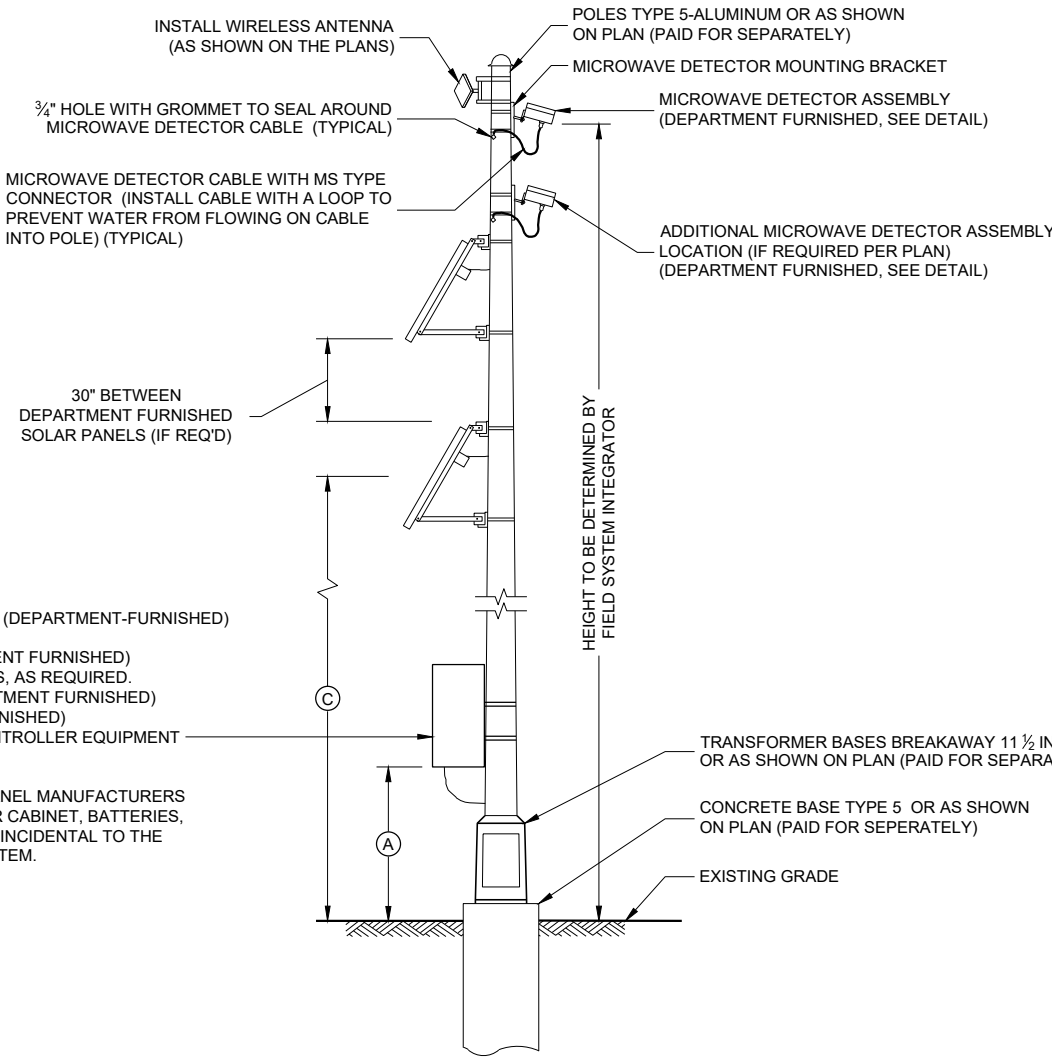 INSTALL WIRELESS ANTENNA
(AS SHOWN ON THE PLANS)
POLES TYPE 5-ALUMINUM OR AS SHOWN
ON PLAN (PAID FOR SEPARATELY)
MICROWAVE DETECTOR MOUNTING BRACKET
MICROWAVE DETECTOR ASSEMBLY
(DEPARTMENT FURNISHED, SEE DETAIL)
¾" HOLE WITH GROMMET TO SEAL AROUND
MICROWAVE DETECTOR CABLE (TYPICAL)
MICROWAVE DETECTOR CABLE WITH MS TYPE
CONNECTOR (INSTALL CABLE WITH A LOOP TO
PREVENT WATER FROM FLOWING ON CABLE
INTO POLE) (TYPICAL)
ADDITIONAL MICROWAVE DETECTOR ASSEMBLY
LOCATION (IF REQUIRED PER PLAN)
(DEPARTMENT FURNISHED, SEE DETAIL)
30" BETWEEN
DEPARTMENT FURNISHED
SOLAR PANELS (IF REQ'D)
HEIGHT TO BE DETERMINED BY
FIELD SYSTEM INTEGRATOR
(DEPARTMENT-FURNISHED)
ENT FURNISHED)
S, AS REQUIRED.
TMENT FURNISHED)
NISHED)
NTROLLER EQUIPMENT
C
NEL MANUFACTURERS
R CABINET, BATTERIES,
INCIDENTAL TO THE
TEM.
A
TRANSFORMER BASES BREAKAWAY 11 ½ IN
OR AS SHOWN ON PLAN (PAID FOR SEPARA
CONCRETE BASE TYPE 5 OR AS SHOWN
ON PLAN (PAID FOR SEPERATELY)
EXISTING GRADE